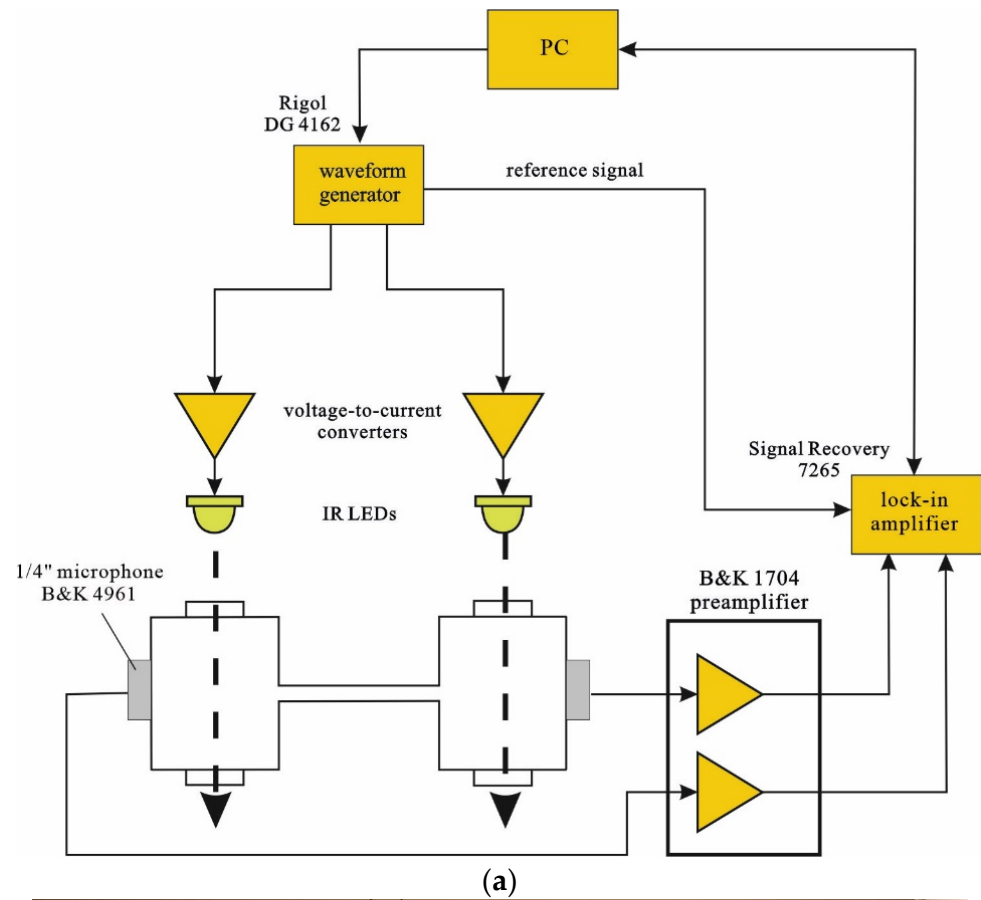 PC
Rigol
DG 4162
waveform
generator
reference signal
voltage-to-current
converters
Signal Recovery
7265
lock-in
amplifier
IR LEDs
1/4" microphone
B&K 4961
B&K 1704
preamplifier
(a)